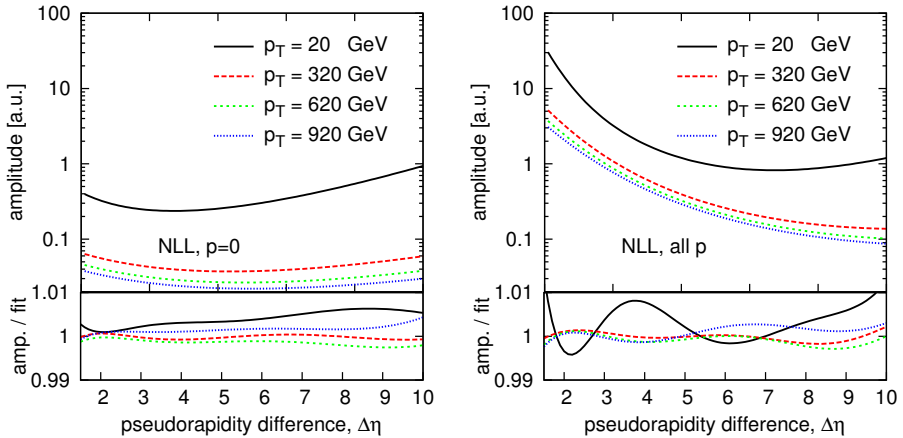 100
10
1
0.1
amplitude [a.u.]
p_T = 20 GeV
p_T = 320 GeV
p_T = 620 GeV
p_T = 920 GeV
NLL, p=0
1.01
1
0.99
amp. / fit
2 3 4 5 6 7 8 9 10
pseudorapidity difference, Δη
100
10
1
0.1
amplitude [a.u.]
p_T = 20 GeV
p_T = 320 GeV
p_T = 620 GeV
p_T = 920 GeV
NLL, all p
1.01
1
0.99
amp. / fit
2 3 4 5 6 7 8 9 10
pseudorapidity difference, Δη